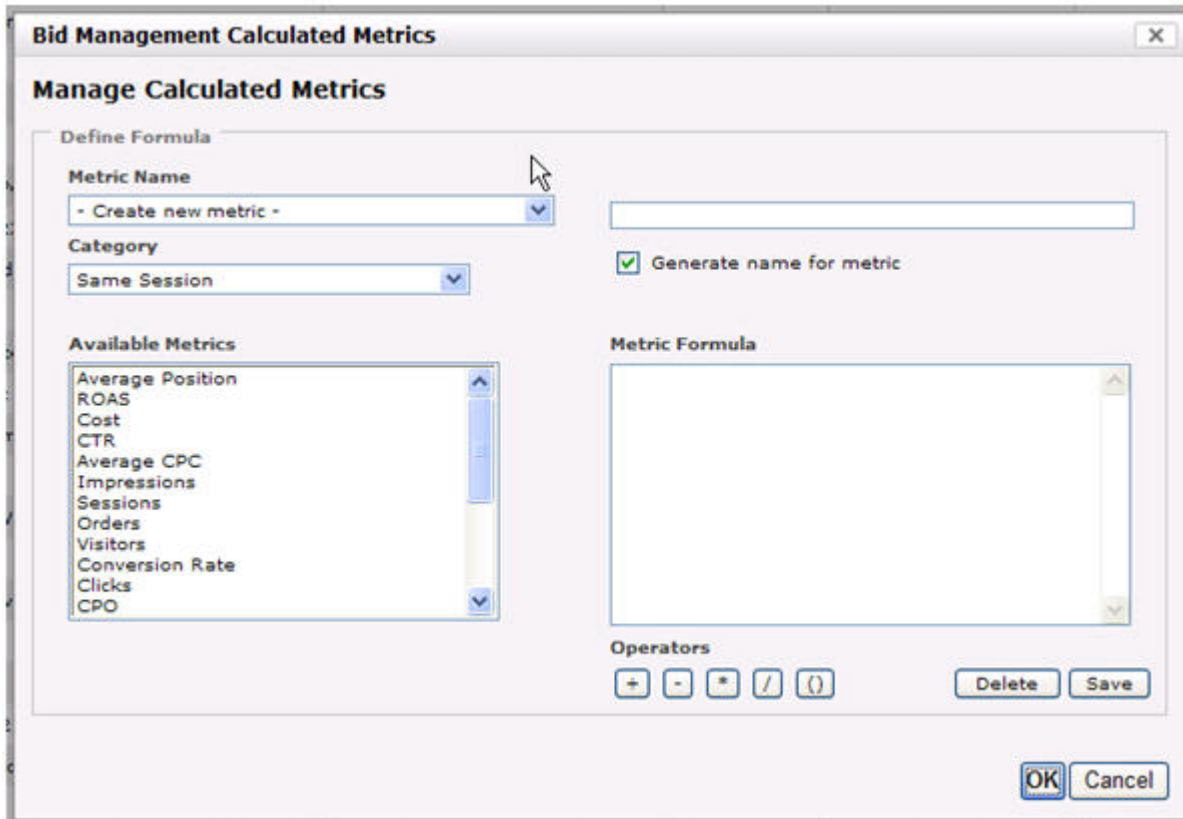 Bid Management Calculated Metrics
Manage Calculated Metrics
Define Formula
Metric Name
- Create new metric -
Category
Same Session
Generate name for metric
Available Metrics
Average Position
ROAS
Cost
CTR
Average CPC
Impressions
Sessions
Orders
Visitors
Conversion Rate
Clicks
CPO
Metric Formula
Operators
+ - * / ()
Delete Save
OK Cancel